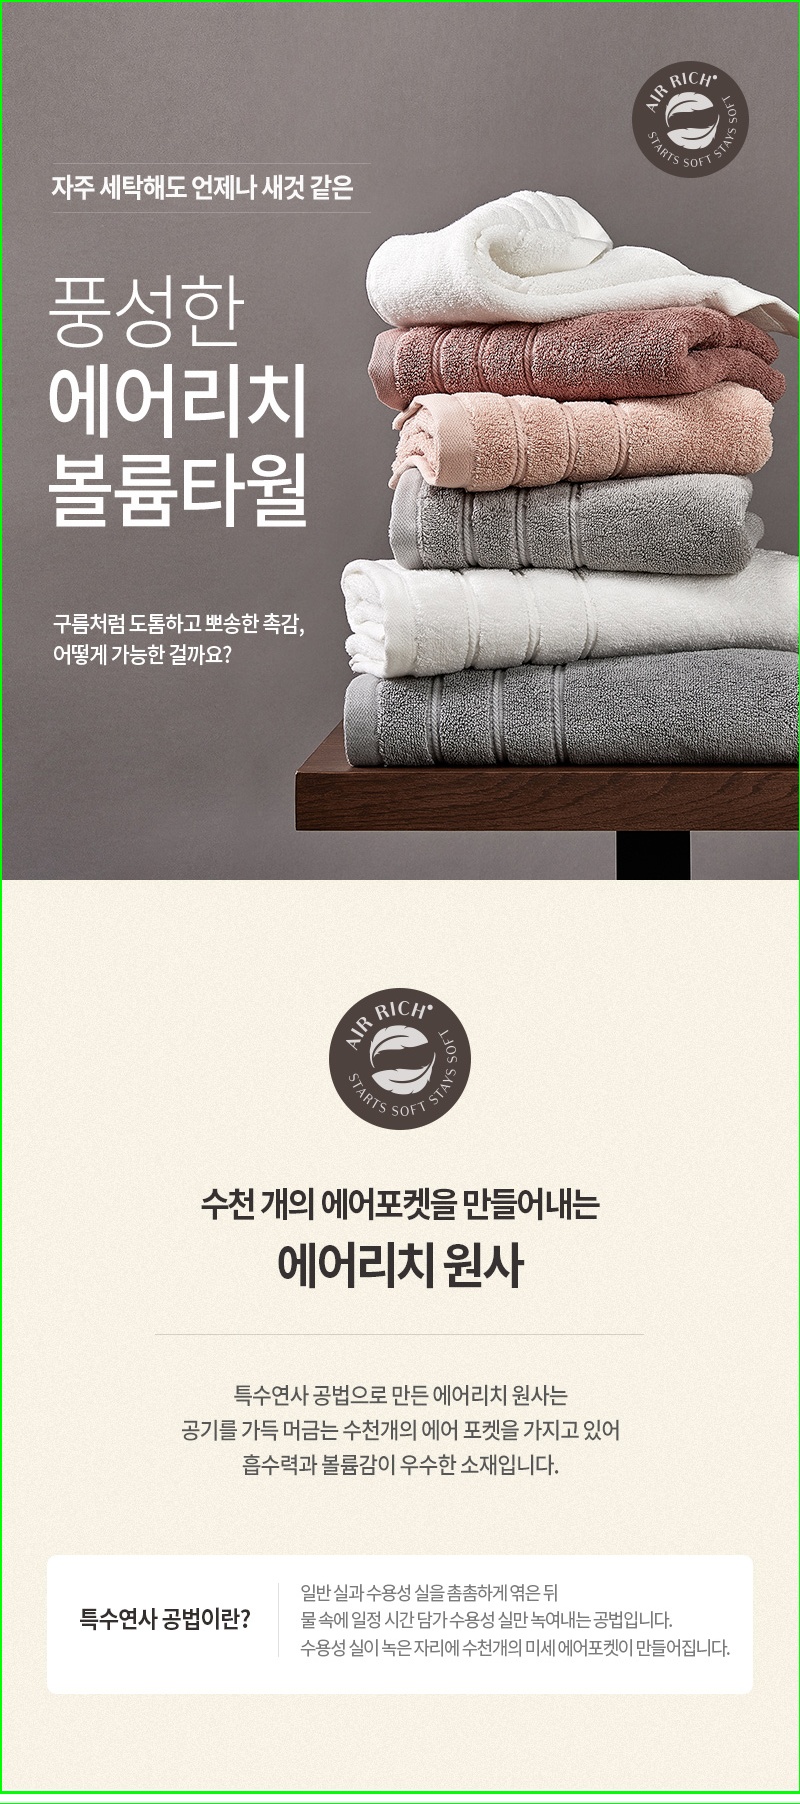 AIR RICH
STARTS SOFT STAYS SOFT
자주 세탁해도 언제나 새것 같은
풍성한
에어리치
볼륨타월
구름처럼 도톰하고 뽀송한 촉감,
어떻게 가능한 걸까요?
AIR RICH
STARTS SOFT STAYS SOFT
수천 개의 에어포켓을 만들어내는
에어리치 원사
특수연사 공법으로 만든 에어리치 원사는
공기를 가득 머금는 수천개의 에어 포켓을 가지고 있어
흡수력과 볼륨감이 우수한 소재입니다.
특수연사 공법이란?
일반 실과 수용성 실을 촘촘하게 엮은 뒤
물 속에 일정 시간 담가 수용성 실만 녹여내는 공법입니다.
수용성 실이 녹은 자리에 수천개의 미세 에어포켓이 만들어집니다.